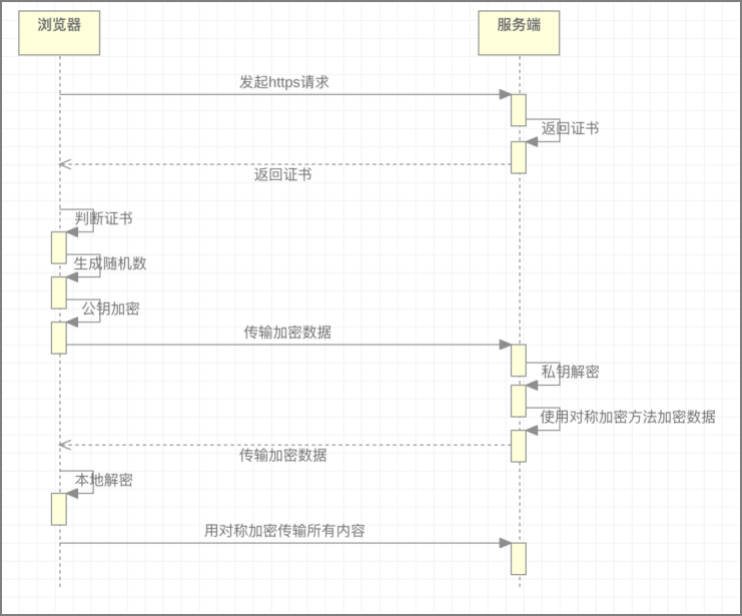 浏览器
服务端
发起https请求
返回证书
返回证书
判断证书
生成随机数
公钥加密
传输加密数据
私钥解密
使用对称加密方法加密数据
传输加密数据
本地解密
用对称加密传输所有内容